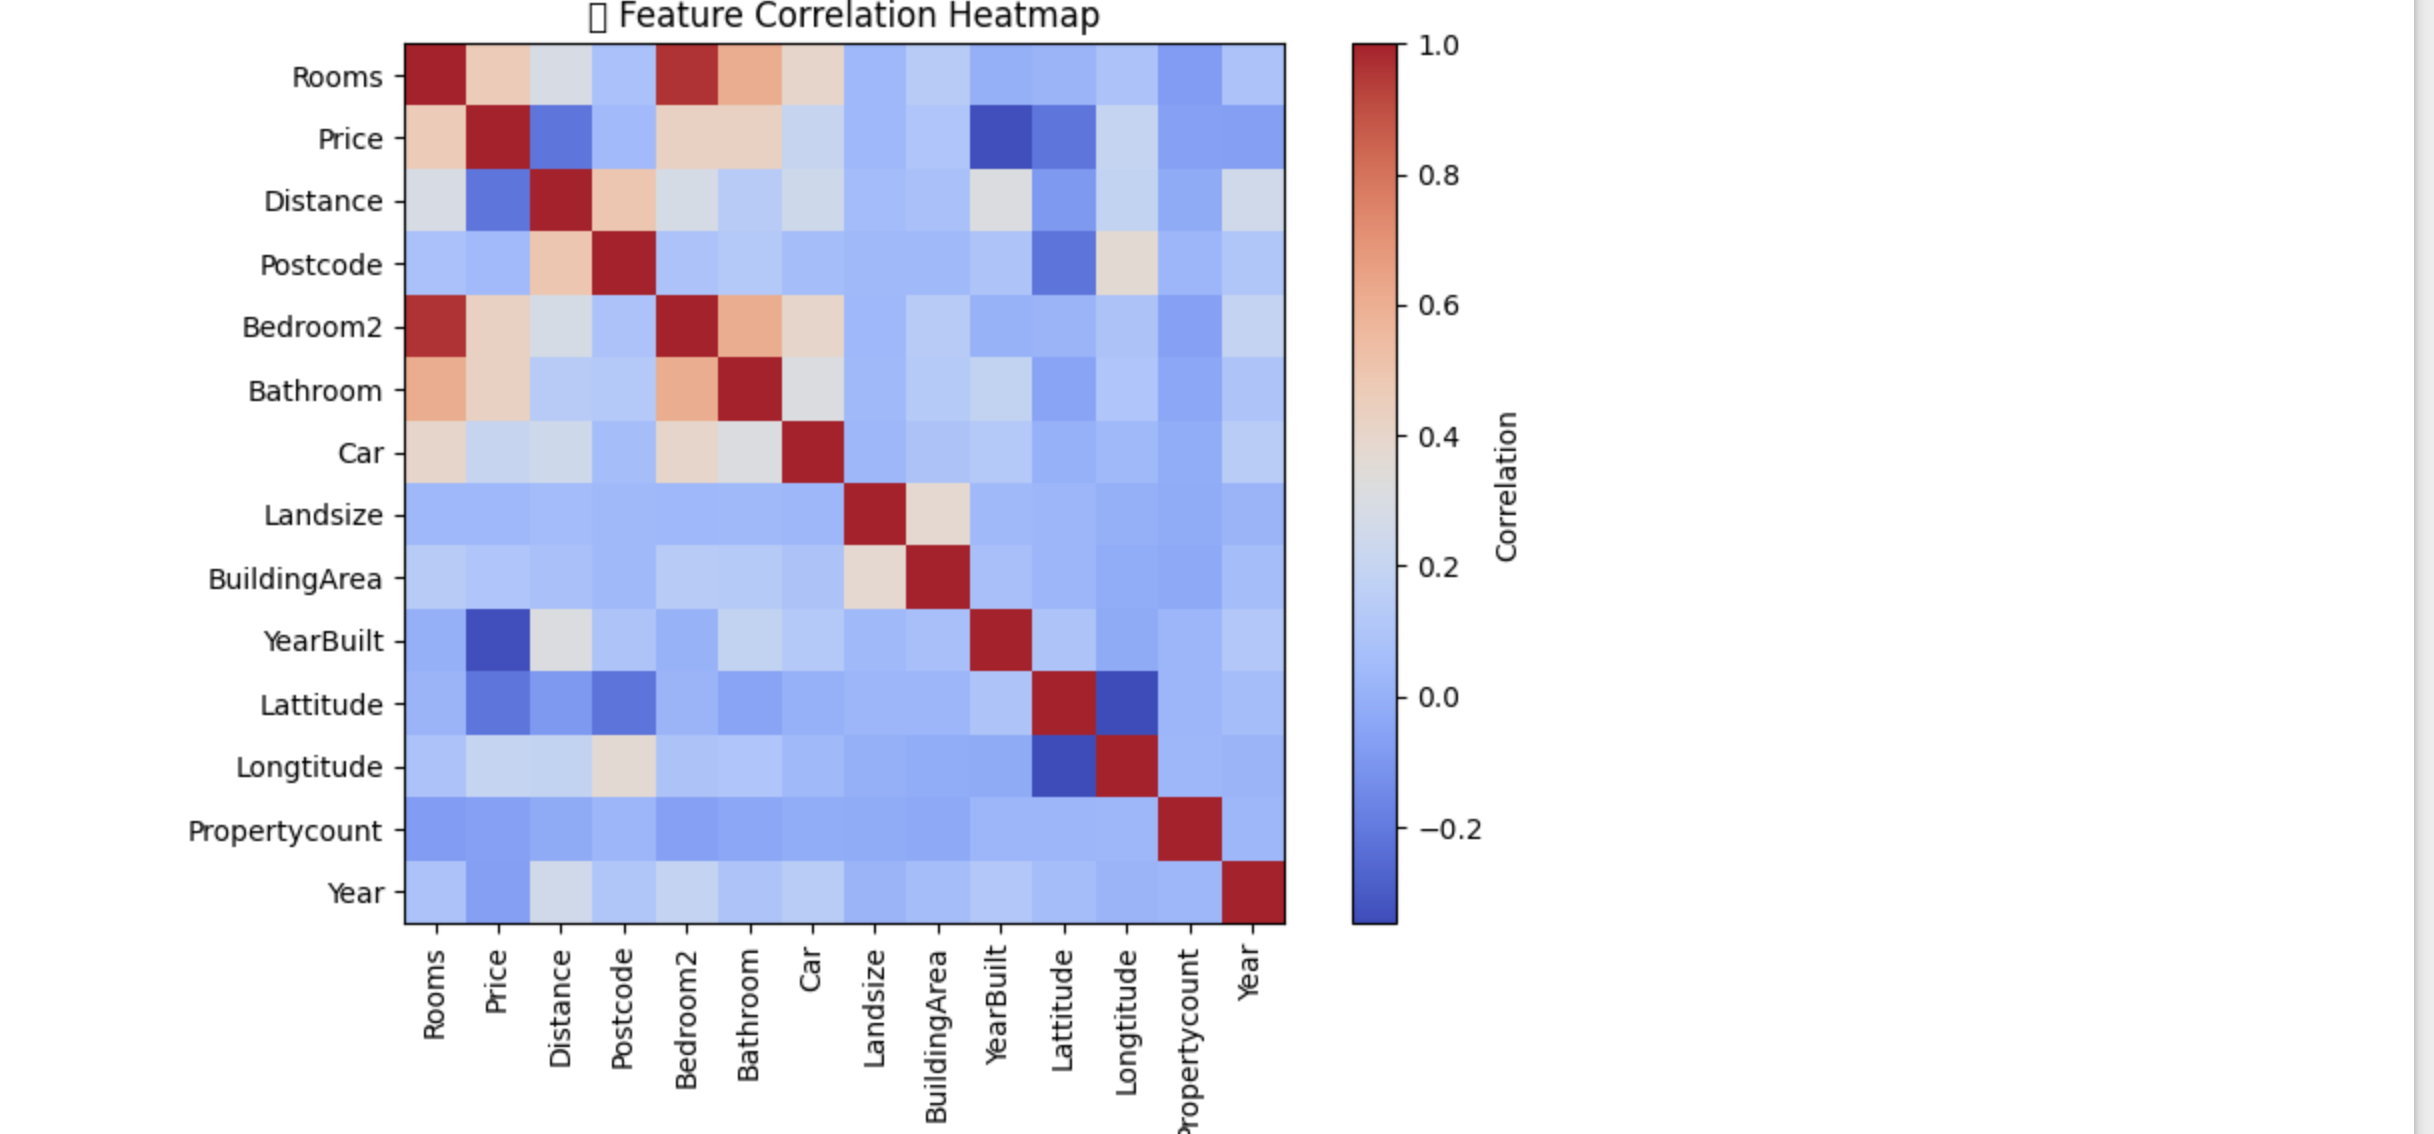 Feature Correlation Heatmap
Rooms
Price
Distance
Postcode
Bedroom2
Bathroom
Car
Landsize
BuildingArea
YearBuilt
Lattitude
Longtitude
Propertycount
Year
Rooms
Price
Distance
Postcode
Bedroom2
Bathroom
Car
Landsize
BuildingArea
YearBuilt
Lattitude
Longtitude
Propertycount
Year
1.0
0.8
0.6
0.4
0.2
0.0
−0.2
Correlation